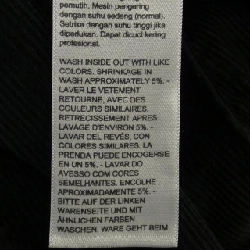 pemutih. Mesin pengering
dengan suhu sedang (normal).
Setrika dengan suhu tinggi jika
diperlukan. Dapat dicuci kering
profesional.
WASH INSIDE OUT WITH LIKE
COLORS. SHRINKAGE IN
WASH APPROXIMATELY 5%. -
LAVER LE VETEMENT
RETOURNE, AVEC DES
COULEURS SIMILAIRES.
RETRECISSEMENT APRES
LAVAGE D'ENVIRON 5%. -
LAVAR DEL REVÉS, CON
COLORES SIMILARES. LA
PRENDA PUEDE ENCOGERSE
EN UN 5%. - LAVAR DO
AVESSO COM CORES
SEMELHANTES. ENCOLHE
APROXIMADAMENTE 5%. -
BITTE AUF DER LINKEN
WARENSEITE UND MIT
ÄHNLICHEN FARBEN
WASCHEN. WARE GEHT BEIM